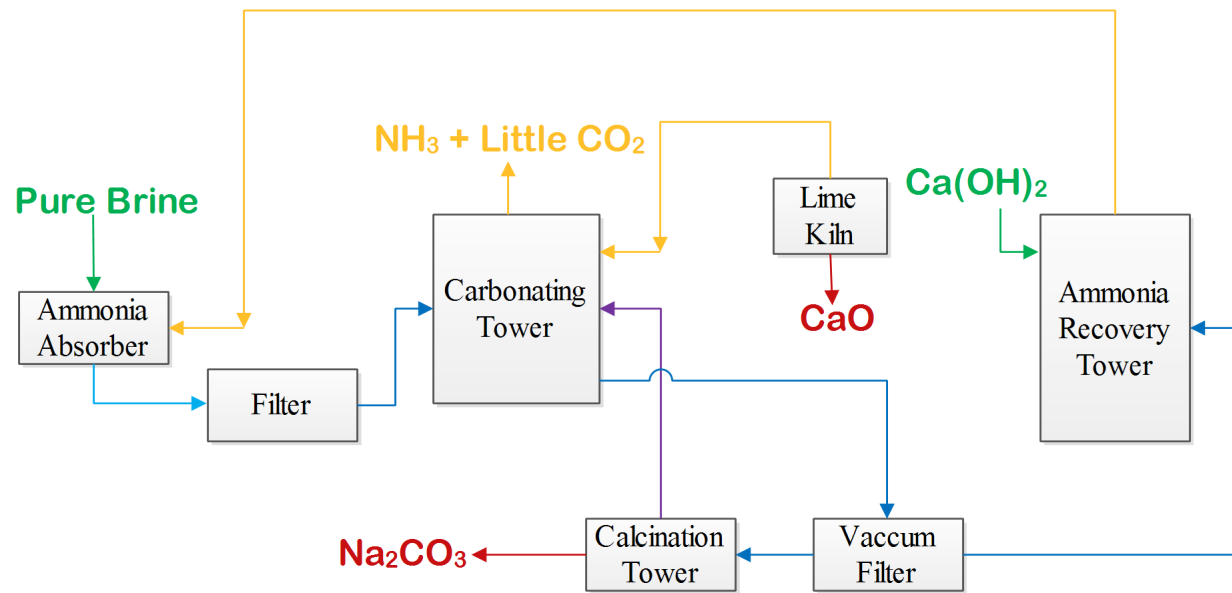 NH₃ + Little CO₂
Pure Brine
Lime
Kiln
Ca(OH)₂
Carbonating
Tower
Ammonia
Absorber
CaO
Ammonia
Recovery
Tower
Filter
Na₂CO₃
Calcination
Tower
Vaccum
Filter